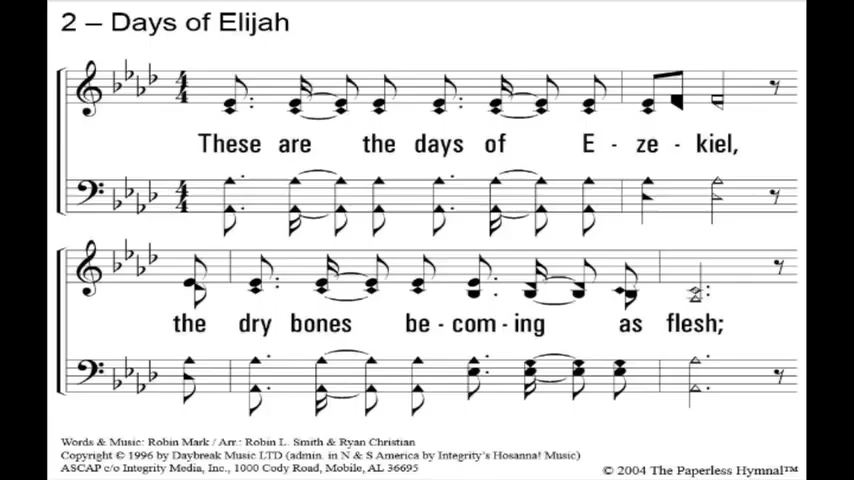 2 – Days of Elijah
These are the days of E - ze - kiel,
the dry bones be - com - ing as flesh;
Words & Music: Robin Mark / Arr.: Robin L. Smith & Ryan Christian
Copyright © 1996 by Daybreak Music LTD (admin. in N & S America by Integrity's Hosanna! Music)
ASCAP c/o Integrity Media, Inc., 1000 Cody Road, Mobile, AL 36695
© 2004 The Paperless Hymnal™